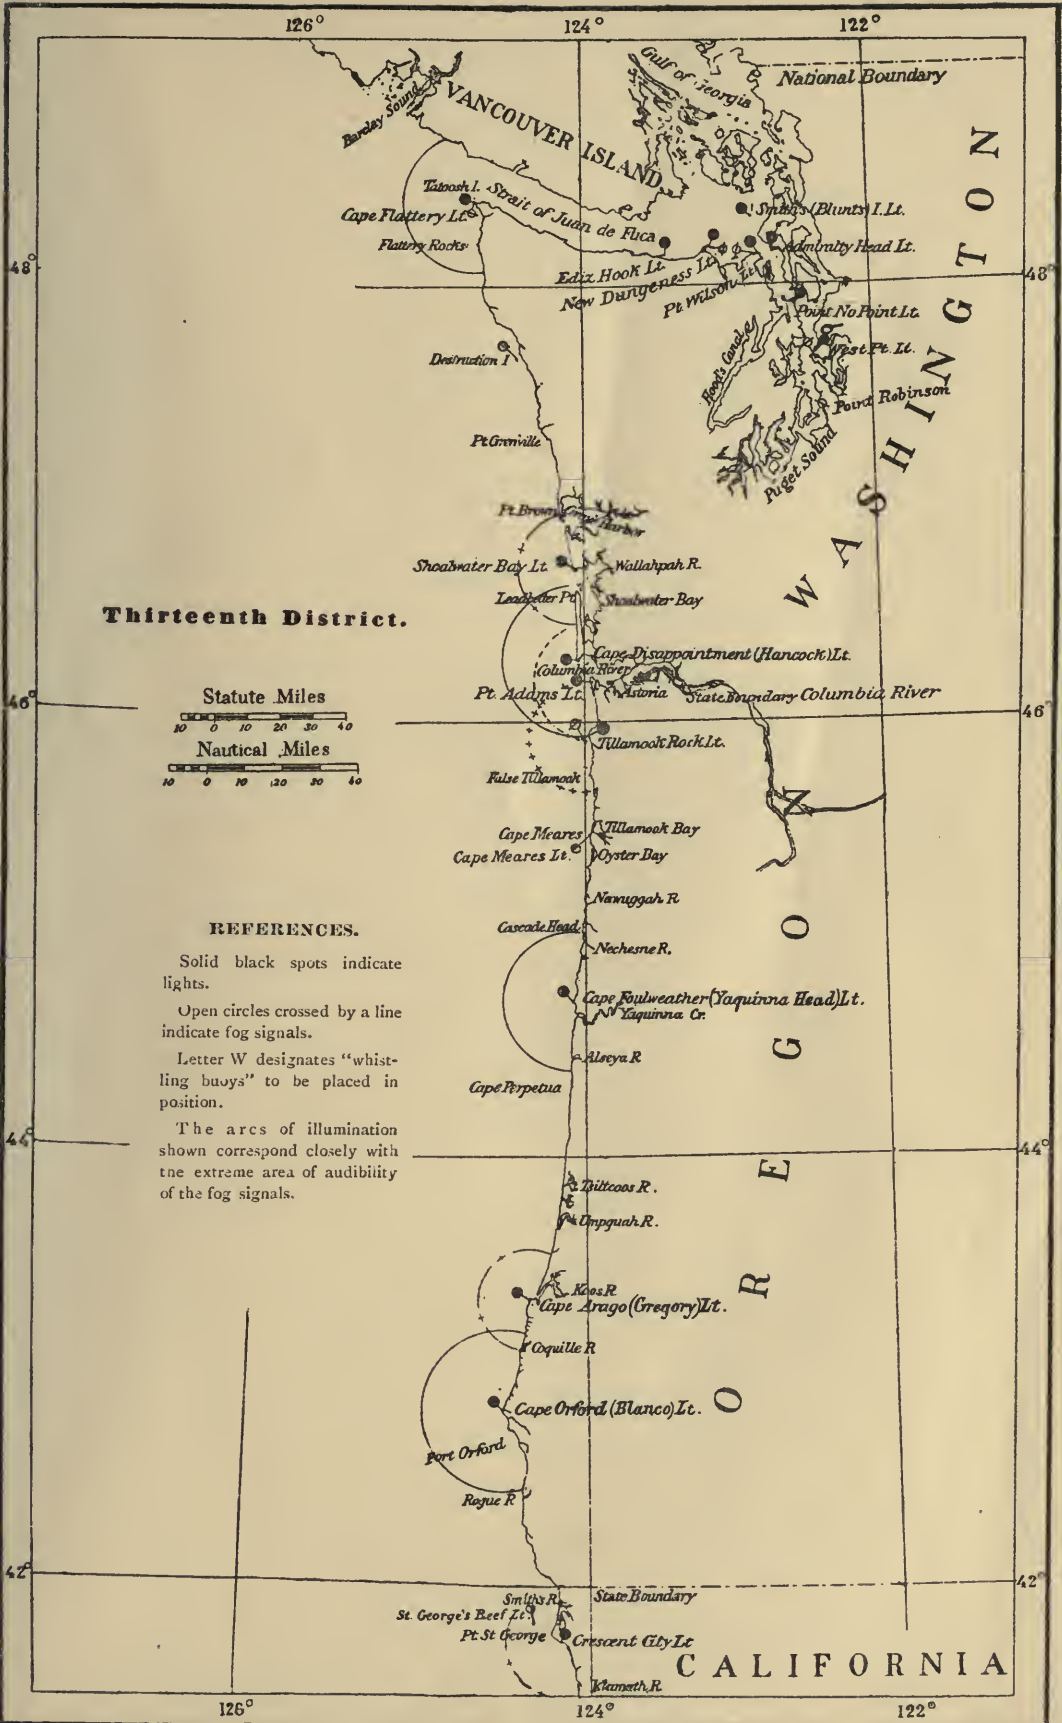 126° 124° 122°
Gulf of Georgia
National Boundary
Barclay Sound
VANCOUVER ISLAND
WASHINGTON
Tatoosh I.
Strait of Juan de Fuca
Cape Flattery Lt.
Smith's (Blunts) I. Lt.
Flattery Rocks
Admiralty Head Lt.
48° 48°
Ediz Hook Lt.
New Dungeness Lt.
Pt. Wilson Lt.
Point No Point Lt.
Hood's Canal
West Pt. Lt.
Destruction I
Point Robinson
Pt Grenville
Puget Sound
Pt. Brown
Harbor
Shoalwater Bay Lt.
Wallahpah R.
Leadbeter Pt
Shoalwater Bay
Thirteenth District.
Cape Disappointment (Hancock) Lt.
Columbia River
Pt. Adams Lt.
Astoria
State Boundary
Columbia River
46° 46°
Statute Miles
10 0 10 20 30 40
Nautical Miles
10 0 10 20 30 40
Tillamook Rock Lt.
False Tillamook
Cape Meares
Tillamook Bay
Cape Meares Lt.
Oyster Bay
Nawuggah R
Cascade Head
Nechesne R.
REFERENCES.
Solid black spots indicate
lights.
Open circles crossed by a line
indicate fog signals.
Letter W designates "whist-
ling buoys" to be placed in
position.
The arcs of illumination
shown correspond closely with
tne extreme area of audibility
of the fog signals.
Cape Foulweather (Yaquinna Head) Lt.
Yaquinna Cr.
Alseya R
Cape Perpetua
44° 44°
OREGON
Tsiltcoos R.
Umpquah R.
Koos R
Cape Arago (Gregory) Lt.
Coquille R
Cape Orford (Blanco) Lt.
Port Orford
Rogue R
42° 42°
Smiths R.
State Boundary
St. George's Reef Lt.
Pt St George
Crescent City Lt
CALIFORNIA
Klamath R
126° 124° 122°